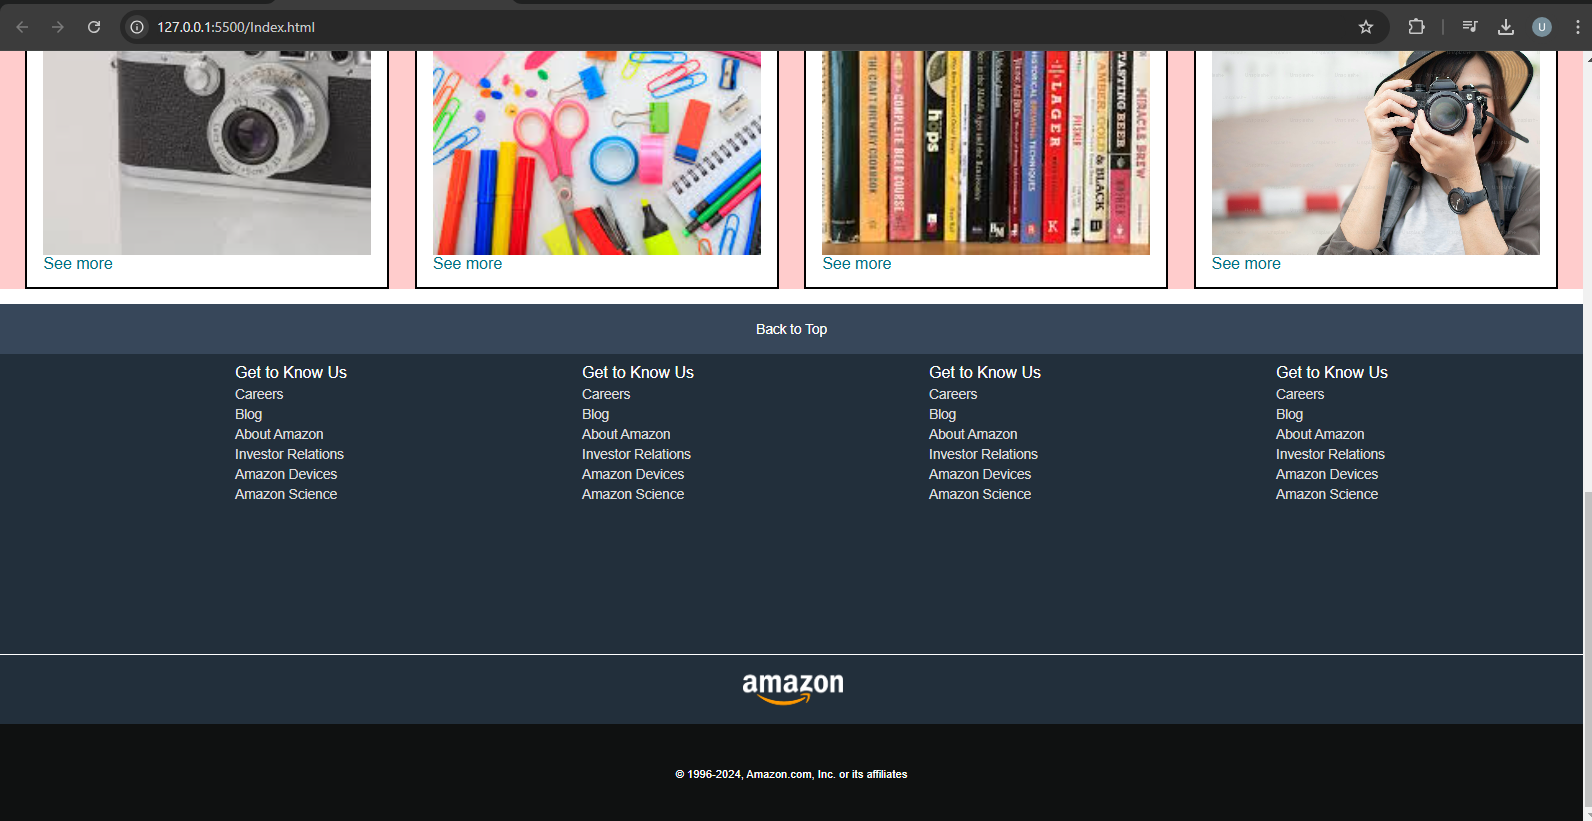 127.0.0.1:5500/Index.html
U
THE CRAFT BREWERY COOKBOOK
THE COMPLETE BEER COURSE
hops
HISTORICAL BREWING TECHNIQUES
LAGER
K
PILSNER
AMBER, GOLD & BLACK
TASTING BEER
MIRACLE BREW
See more
See more
See more
See more
Back to Top
Get to Know Us Get to Know Us Get to Know Us Get to Know Us
Careers Careers Careers Careers
Blog Blog Blog Blog
About Amazon About Amazon About Amazon About Amazon
Investor Relations Investor Relations Investor Relations Investor Relations
Amazon Devices Amazon Devices Amazon Devices Amazon Devices
Amazon Science Amazon Science Amazon Science Amazon Science
amazon
© 1996-2024, Amazon.com, Inc. or its affiliates